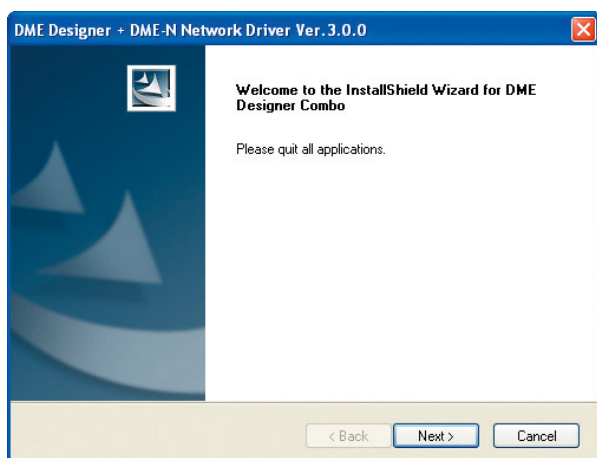 DME Designer + DME-N Network Driver Ver.3.0.0
Welcome to the InstallShield Wizard for DME
Designer Combo
Please quit all applications.
< Back
Next >
Cancel